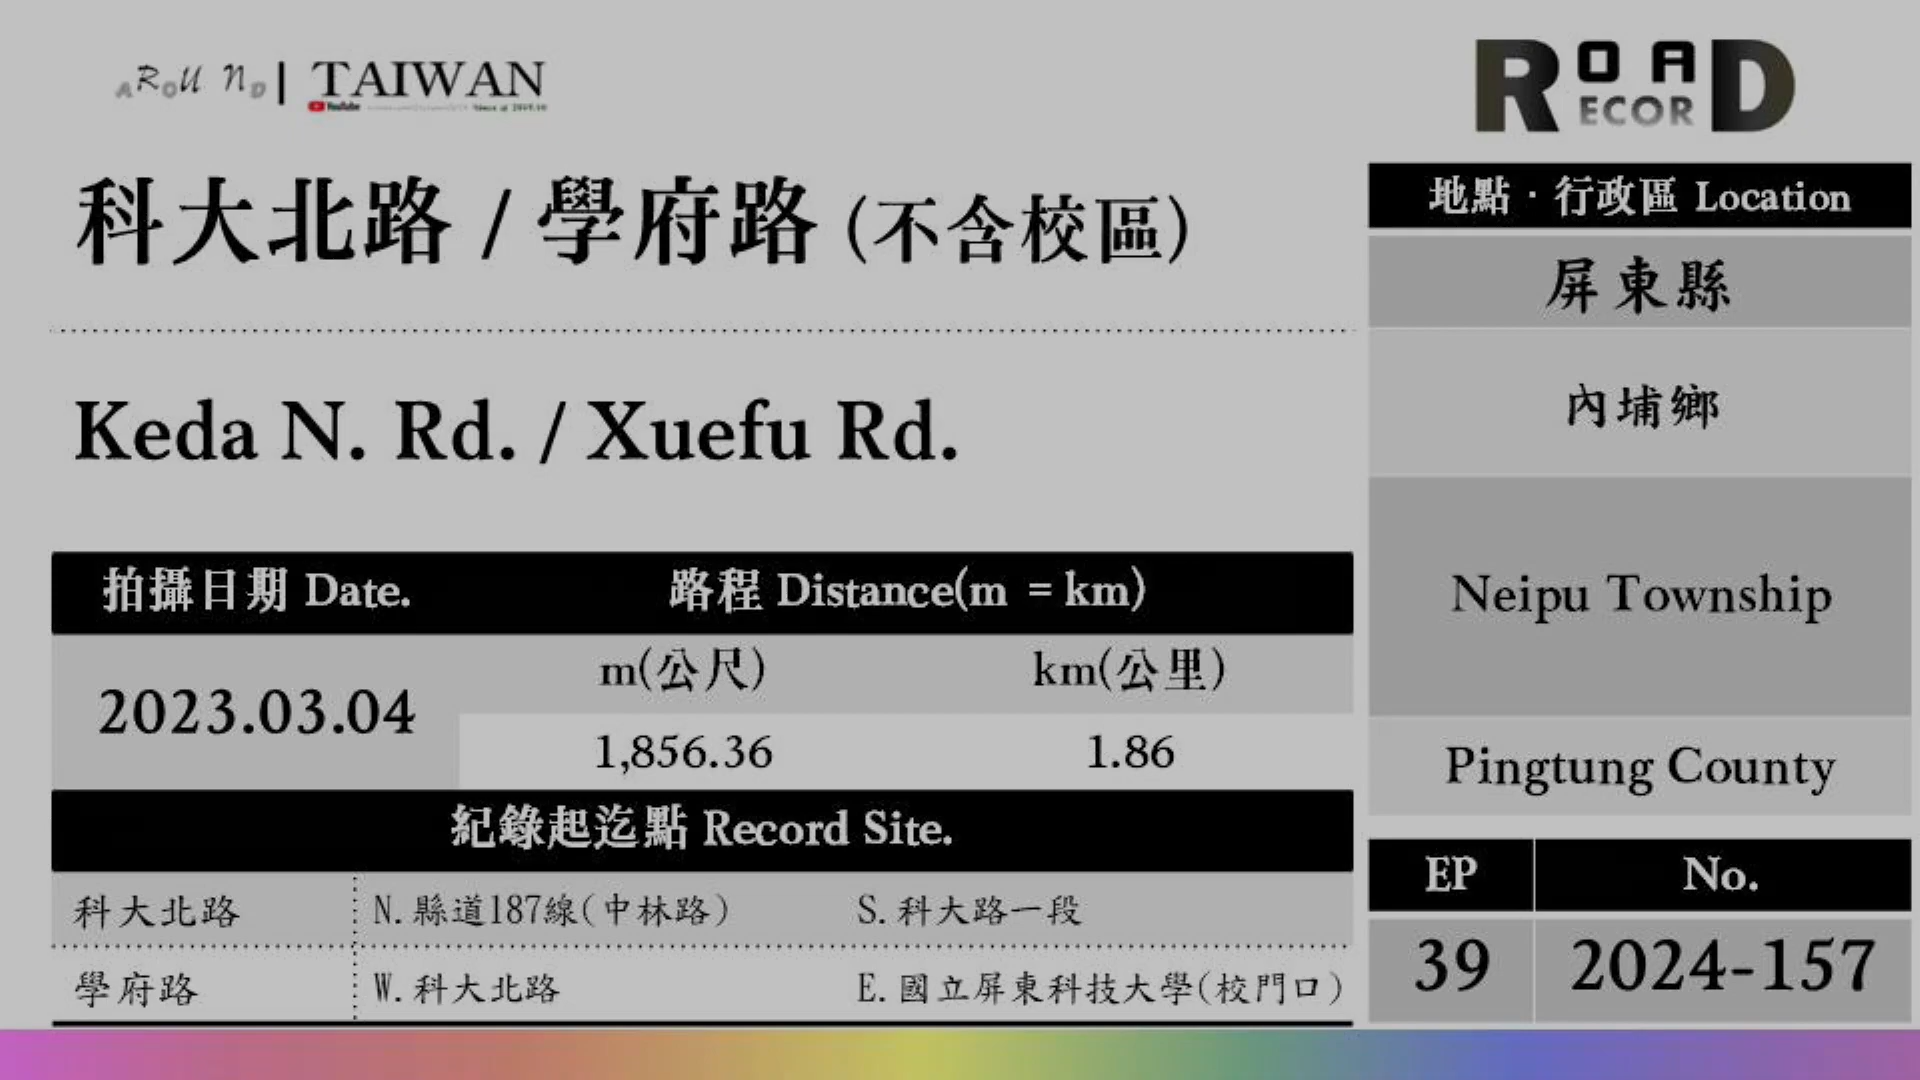 AROUND | TAIWAN
YouTube
ROAD
RECORD
科大北路 / 學府路 (不含校區)
Keda N. Rd. / Xuefu Rd.
拍攝日期 Date. 路程 Distance(m = km)
m(公尺) km(公里)
2023.03.04
1,856.36 1.86
紀錄起迄點 Record Site.
科大北路 N.縣道187線(中林路) S.科大路一段
學府路 W.科大北路 E.國立屏東科技大學(校門口)
地點・行政區 Location
屏東縣
內埔鄉
Neipu Township
Pingtung County
EP No.
39 2024-157